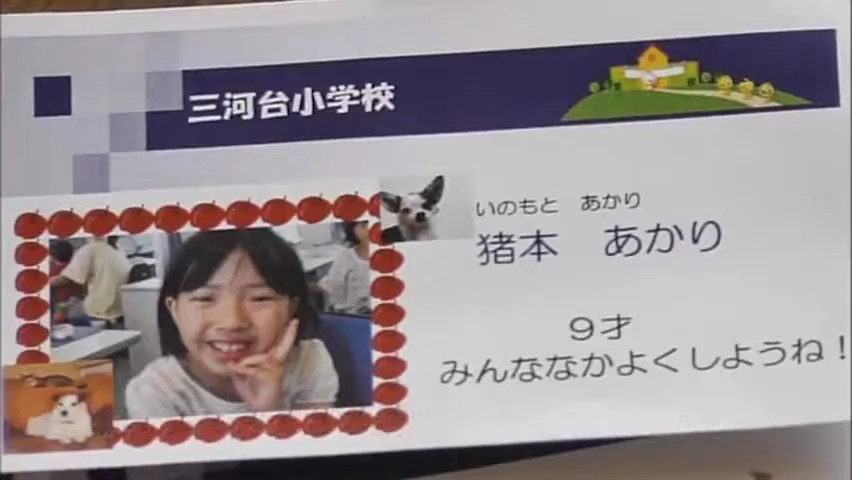 三河台小学校
いのもと　あかり
猪本　あかり
9才
みんななかよくしようね！